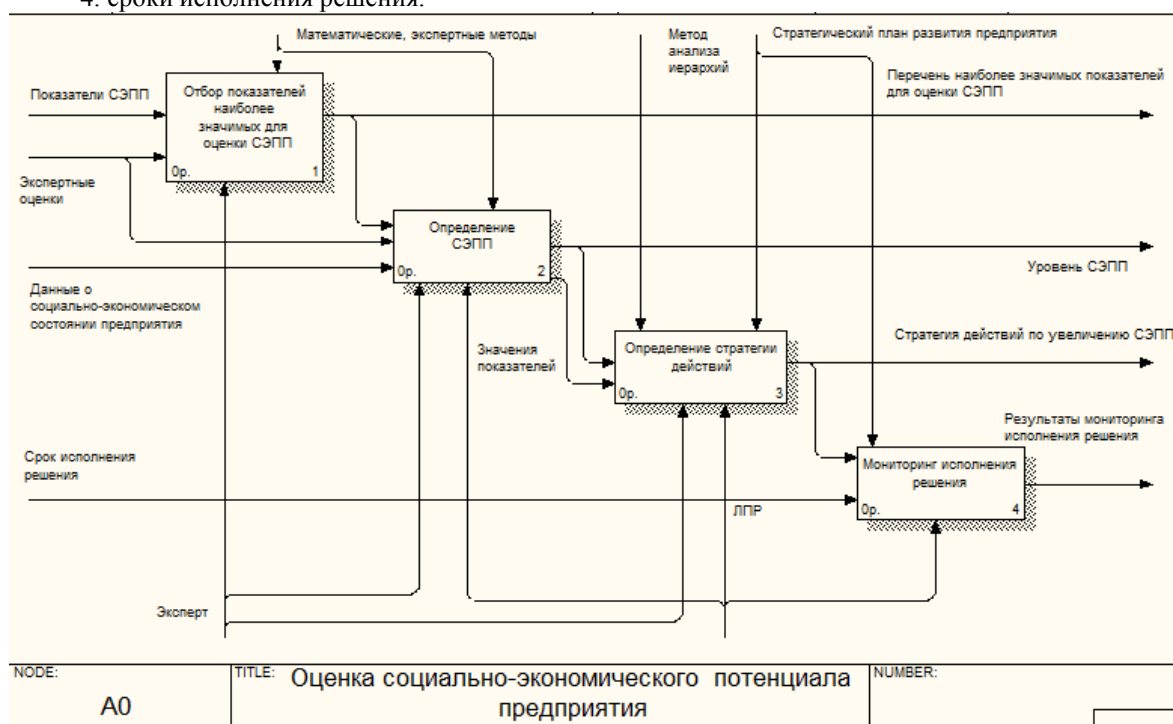 4. сроки исполнения решения.
Математические, экспертные методы
Метод
анализа
иерархий
Стратегический план развития предприятия
Показатели СЭПП
Отбор показателей
наиболее
значимых для
оценки СЭПП
0р.
1
Перечень наиболее значимых показателей
для оценки СЭПП
Экспертные
оценки
Определение
СЭПП
0р.
2
Уровень СЭПП
Данные о
социально-экономическом
состоянии предприятия
Значения
показателей
Определение стратегии
действий
0р.
3
Стратегия действий по увеличению СЭПП
Результаты мониторинга
исполнения решения
Срок исполнения
решения
Мониторинг исполнения
решения
0р.
4
ЛПР
Эксперт
NODE:
A0
TITLE:
Оценка социально-экономического потенциала
предприятия
NUMBER: